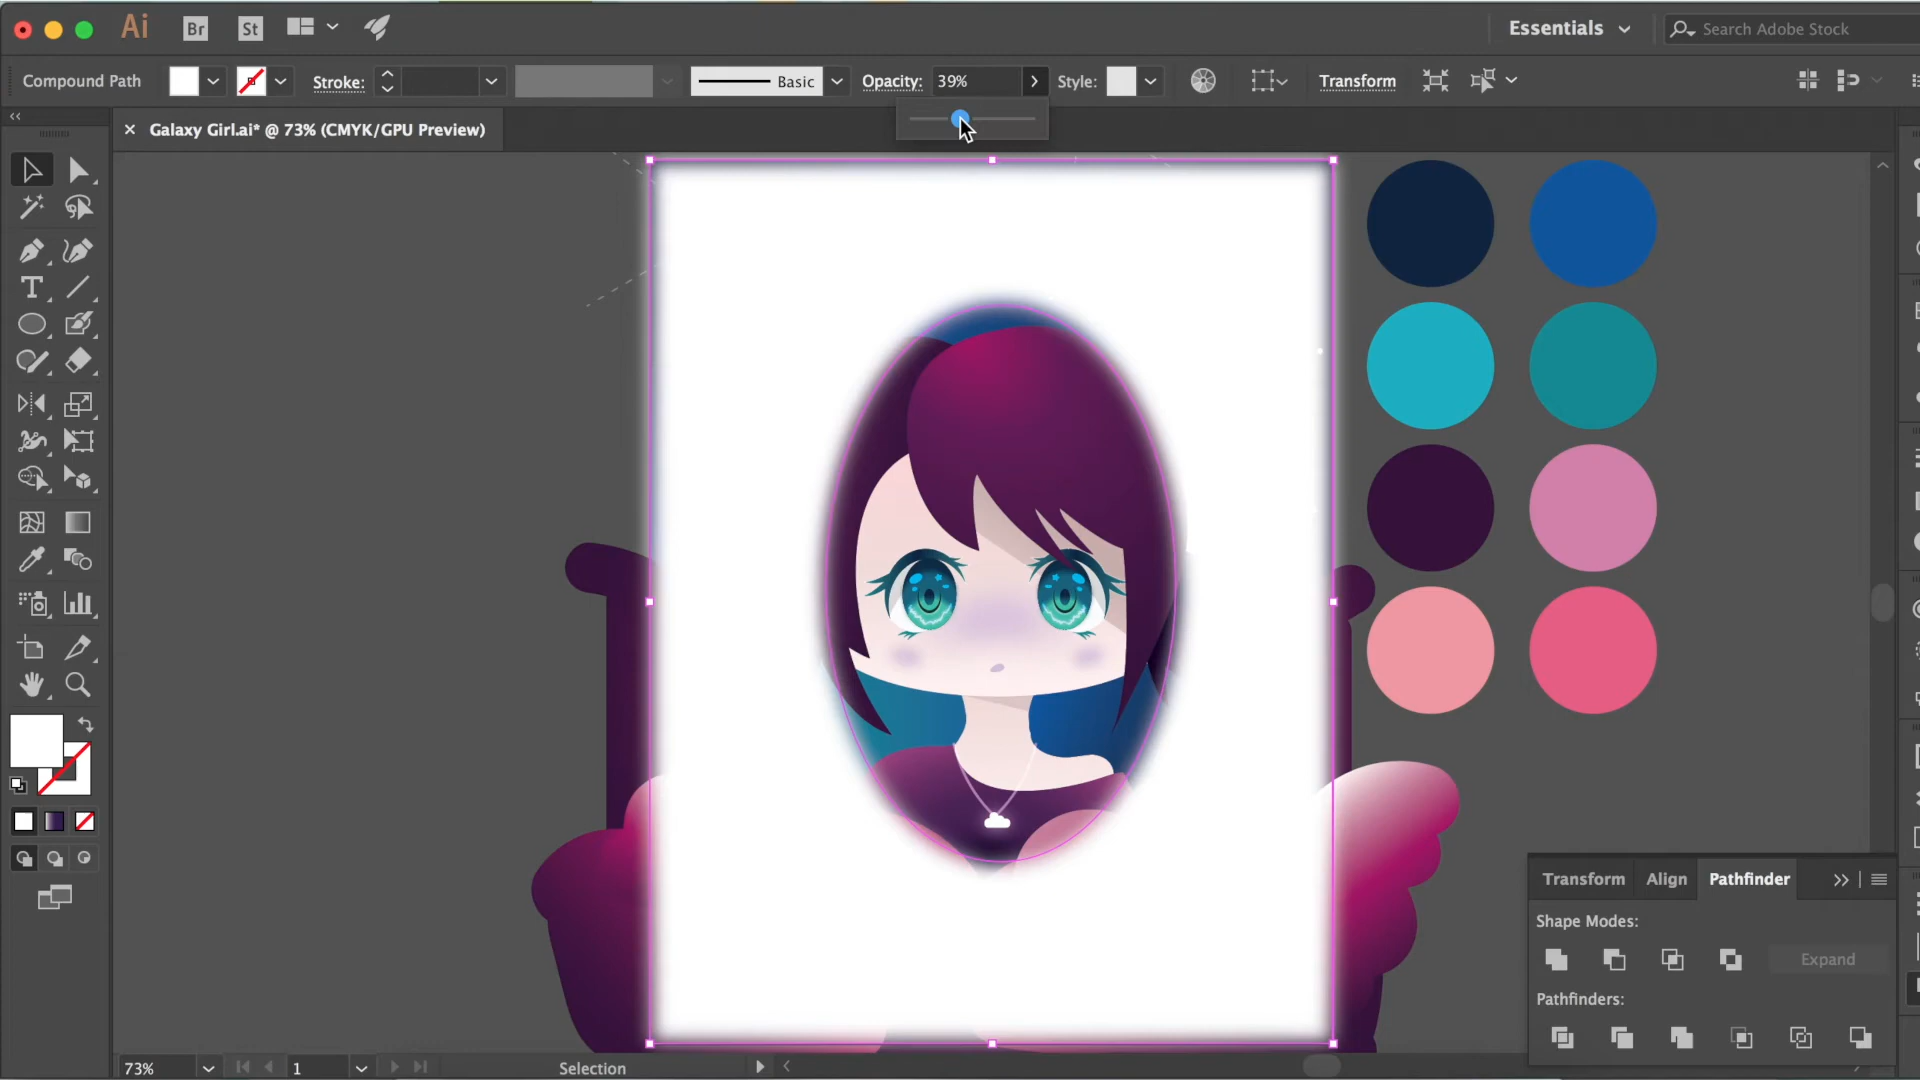 Ai Br St Essentials Search Adobe Stock
Compound Path Stroke: Basic Opacity: 39% Style: Transform
Galaxy Girl.ai* @ 73% (CMYK/GPU Preview)
Transform Align Pathfinder
Shape Modes:
Expand
Pathfinders:
73% 1 Selection